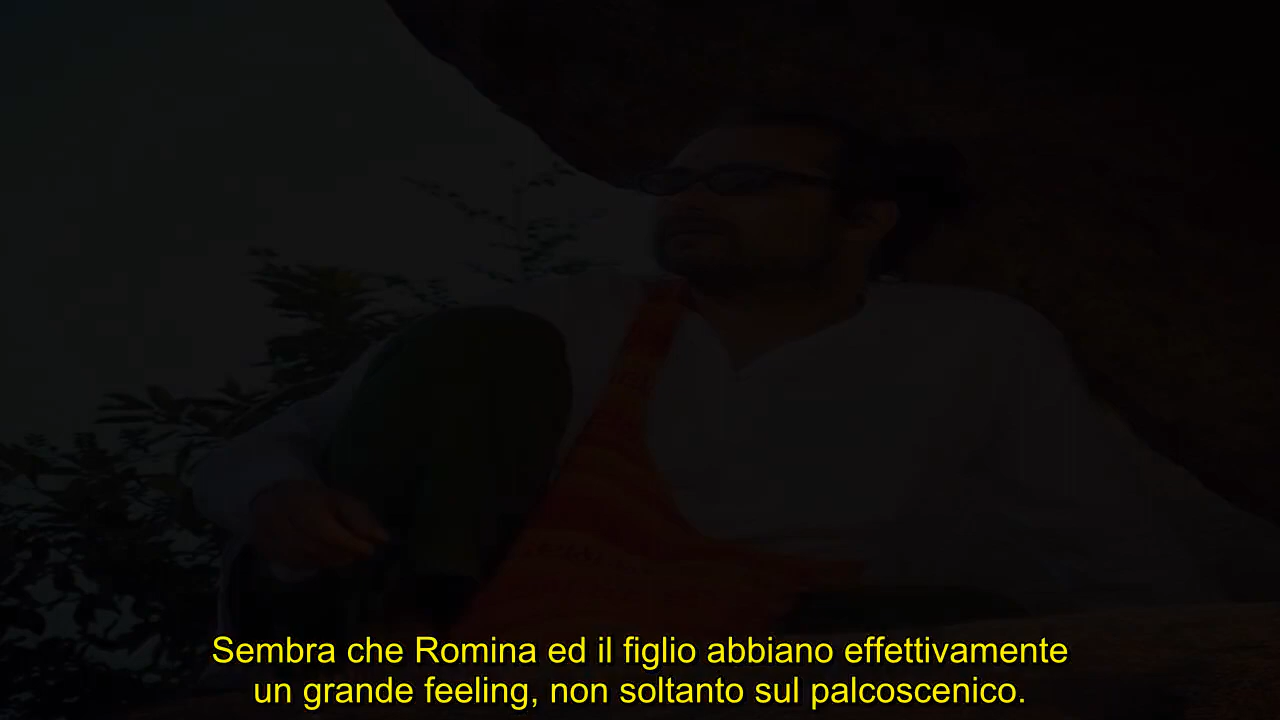 Sembra che Romina ed il figlio abbiano effettivamente
un grande feeling, non soltanto sul palcoscenico.